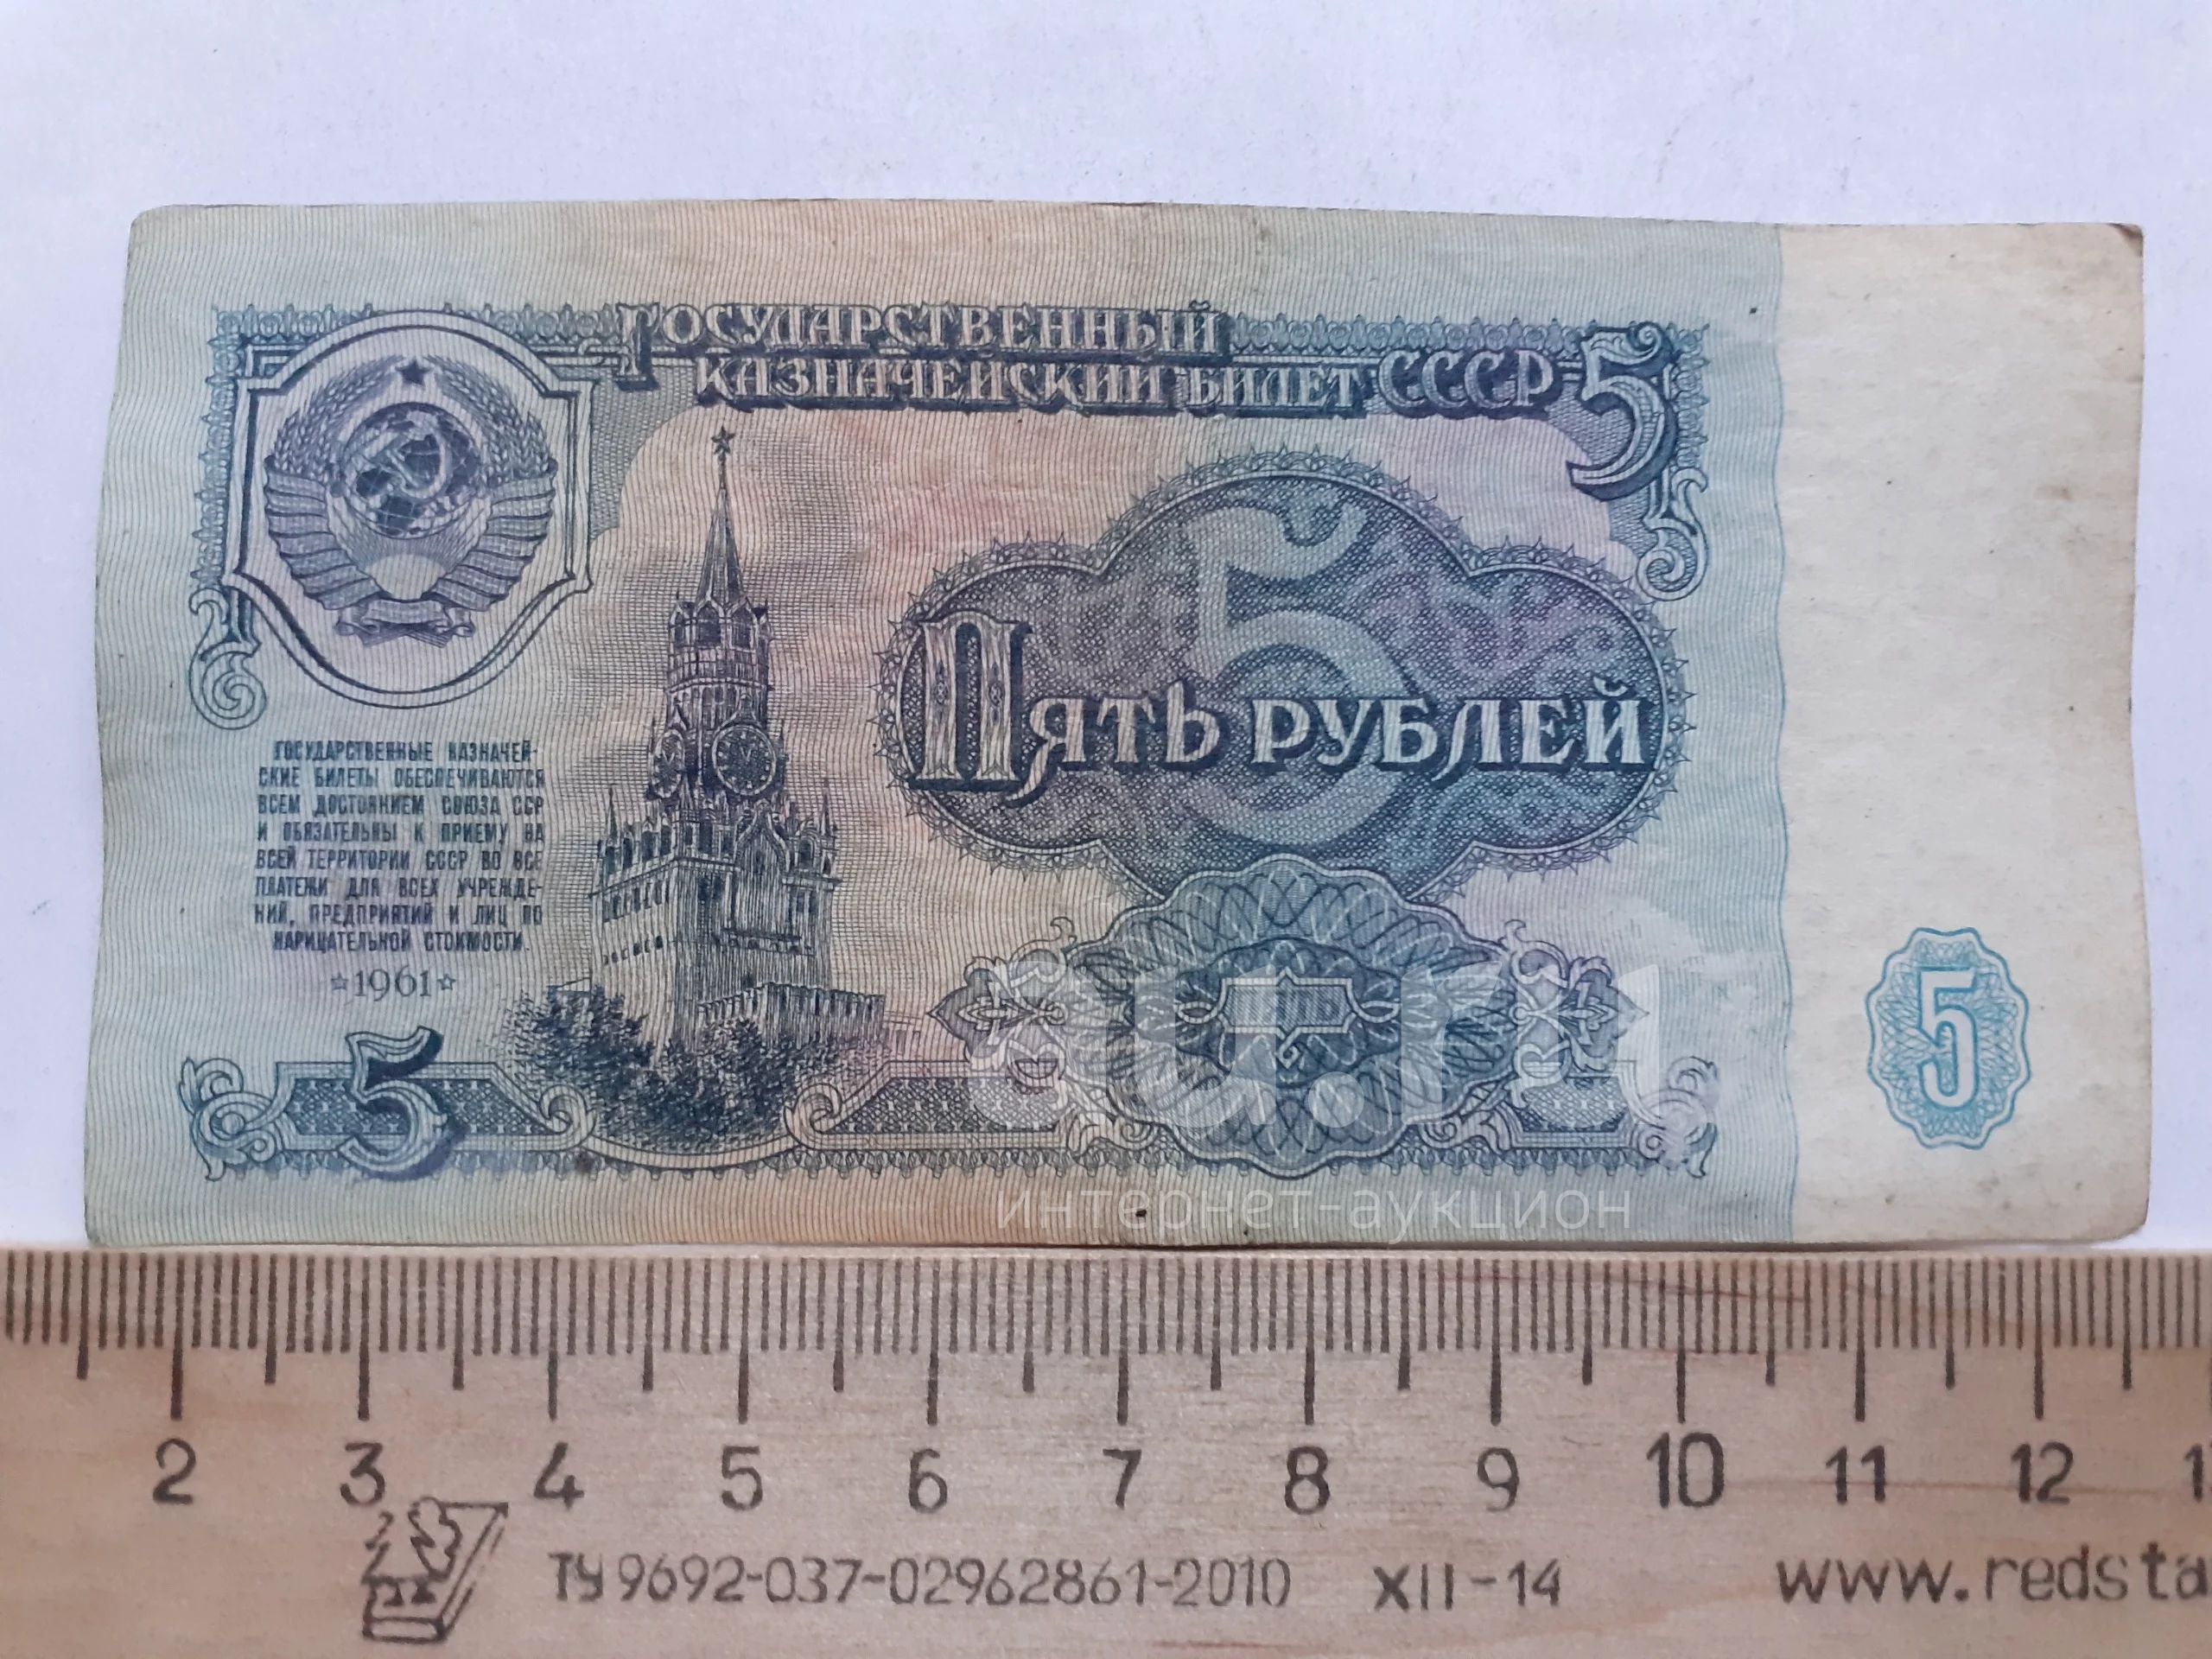 ГОСУДАРСТВЕННЫЙ
КАЗНАЧЕЙСКИЙ БИЛЕТ СССР 5
5
ПЯТЬ РУБЛЕЙ
ГОСУДАРСТВЕННЫЕ КАЗНАЧЕЙ-
СКИЕ БИЛЕТЫ ОБЕСПЕЧИВАЮТСЯ
ВСЕМ ДОСТОЯНИЕМ СОЮЗА ССР
И ОБЯЗАТЕЛЬНЫ К ПРИЕМУ НА
ВСЕЙ ТЕРРИТОРИИ СССР ВО ВСЕ
ПЛАТЕЖИ ДЛЯ ВСЕХ УЧРЕЖДЕ-
НИЙ, ПРЕДПРИЯТИЙ И ЛИЦ ПО
НАРИЦАТЕЛЬНОЙ СТОИМОСТИ.
☆1961☆
5
5
au.ru
интернет-аукцион
2 3 4 5 6 7 8 9 10 11 12 1
ТУ 9692-037-02962861-2010 XII-14 www.redsta